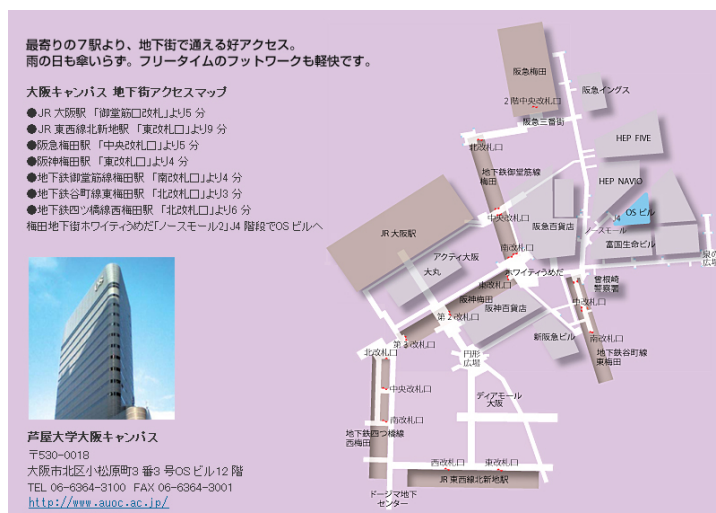 最寄りの7駅より、地下街で通える好アクセス。
雨の日も傘いらず。フリータイムのフットワークも軽快です。
大阪キャンパス 地下街アクセスマップ
●JR 大阪駅 「御堂筋口改札」より5 分
●JR 東西線北新地駅 「東改札口」より9 分
●阪急梅田駅 「中央改札口」より5 分
●阪神梅田駅 「東改札口」より4 分
●地下鉄御堂筋線梅田駅 「南改札口」より4 分
●地下鉄谷町線東梅田駅 「北改札口」より3 分
●地下鉄四ツ橋線西梅田駅 「北改札口」より6 分
梅田地下街ホワイティうめだ「ノースモール2」J4 階段でOS ビルへ
芦屋大学大阪キャンパス
〒530-0018
大阪市北区小松原町3 番3 号OS ビル12 階
TEL 06-6364-3100 FAX 06-6364-3001
http://www.auoc.ac.jp/
阪急梅田
2 階中央改札口
阪急三番街
阪急イングス
北改札口
HEP FIVE
地下鉄御堂筋線
梅田
HEP NAVIO
中央改札口
阪急百貨店
OS ビル
J4
ノースモール
JR 大阪駅
南改札口
富国生命ビル
泉の
広場
アクティ大阪
大丸
ホワイティうめだ
東改札口
曽根崎
警察署
阪神梅田
中改札口
第2 改札口
阪神百貨店
新阪急ビル
南改札口
第3 改札口
北改札口
円形
広場
地下鉄谷町線
東梅田
中央改札口
ディアモール
大阪
南改札口
地下鉄四つ橋線
西梅田
西改札口
東改札口
JR 東西線北新地駅
ドージマ地下
センター